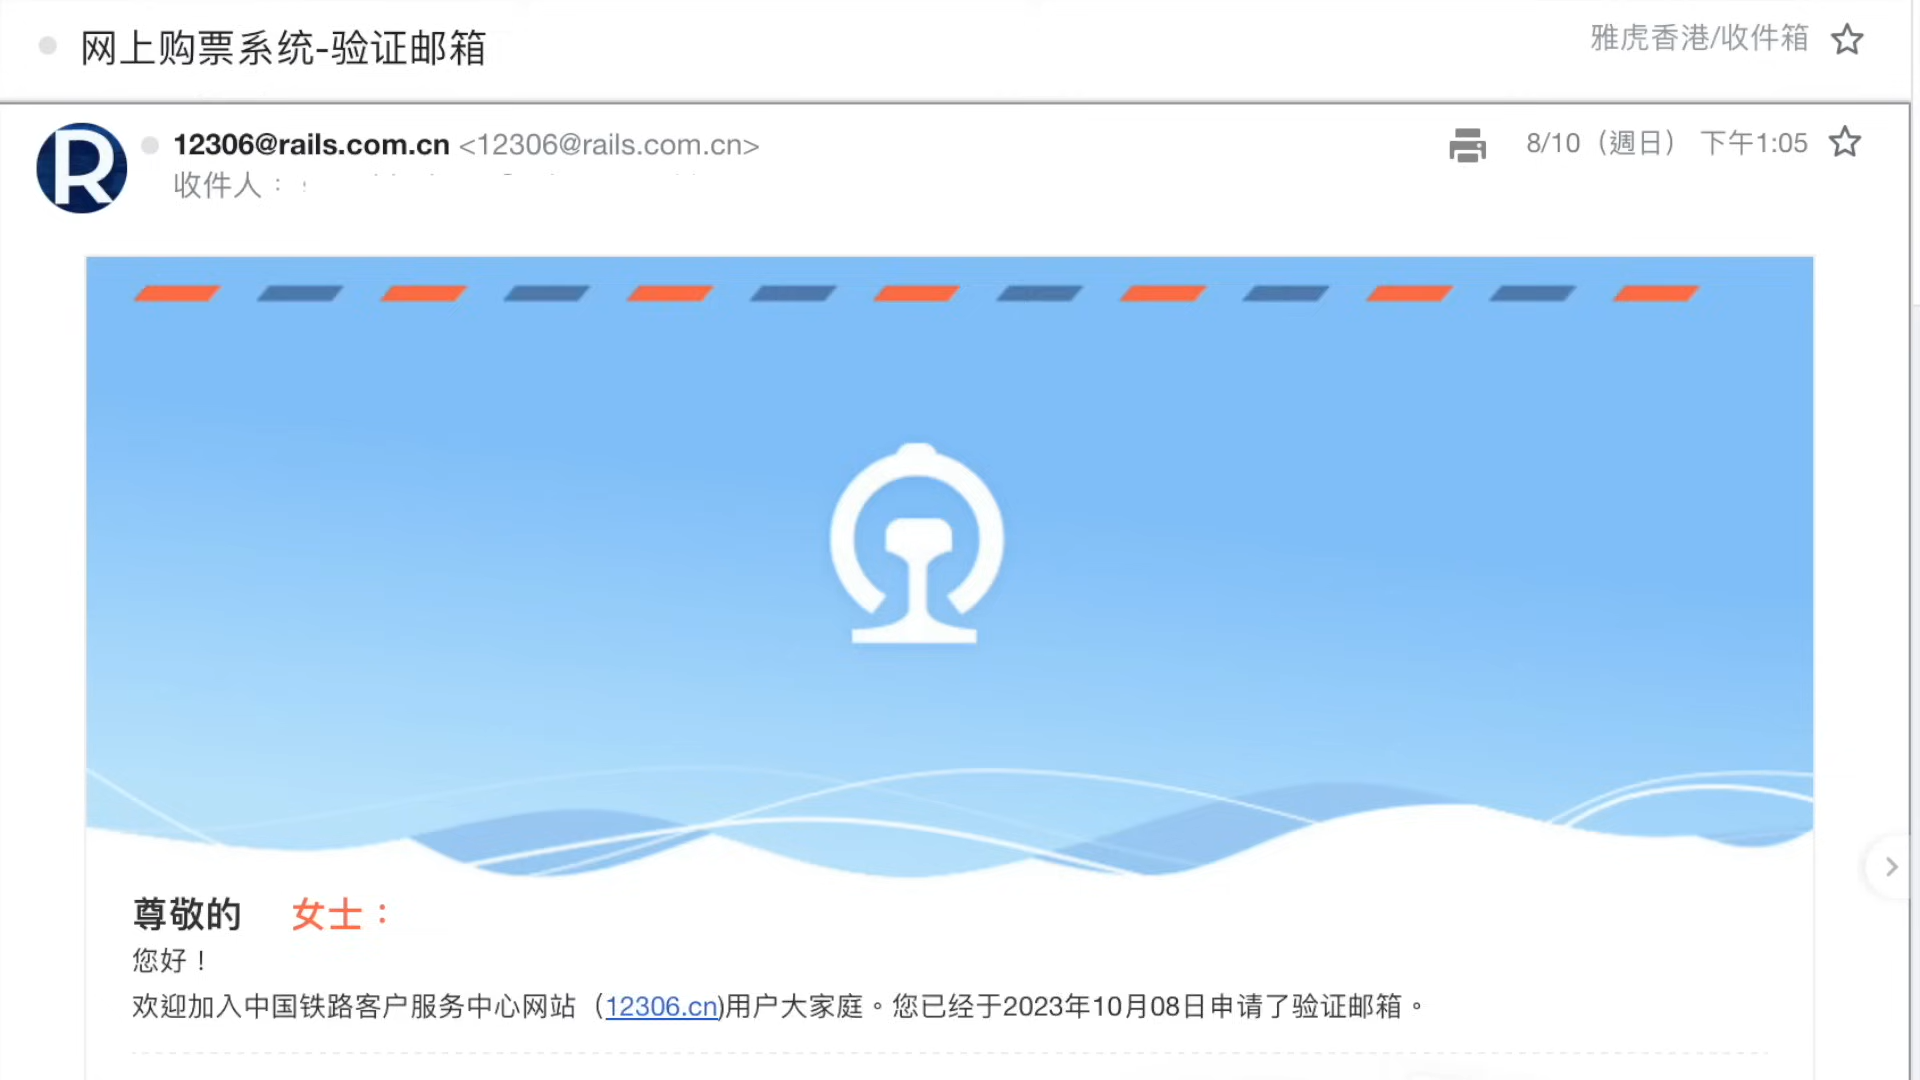 网上购票系统-验证邮箱
雅虎香港/收件箱
R
12306@rails.com.cn <12306@rails.com.cn>
8/10（週日） 下午1:05
收件人：
尊敬的 女士：
您好！
欢迎加入中国铁路客户服务中心网站（12306.cn)用户大家庭。您已经于2023年10月08日申请了验证邮箱。